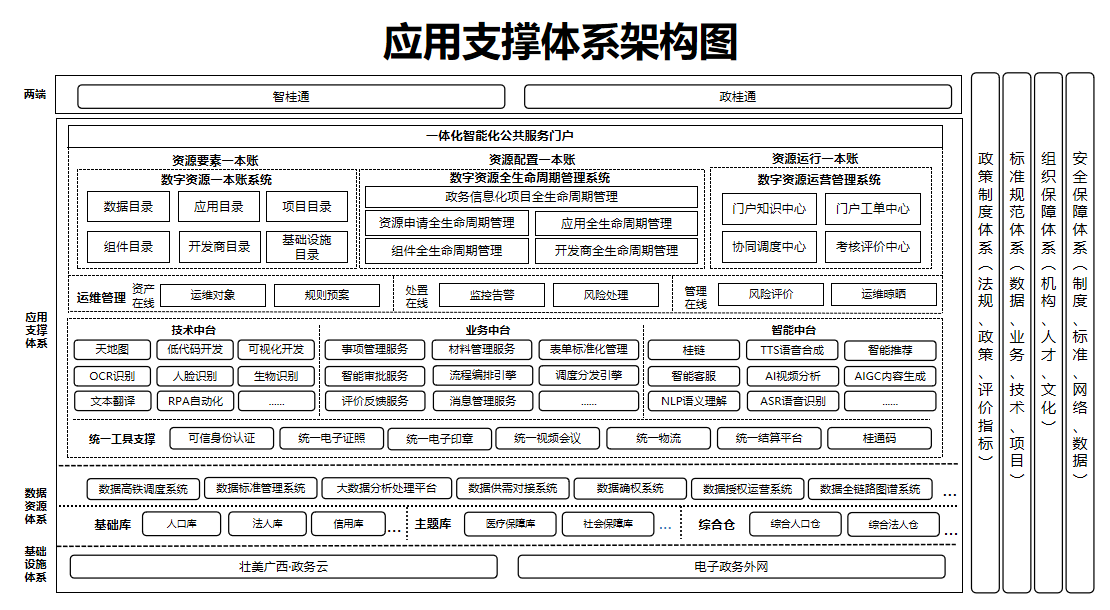 应用支撑体系架构图
两端
智桂通
政桂通
应用
支撑
体系
一体化智能化公共服务门户
资源要素一本账
数字资源一本账系统
数据目录
应用目录
项目目录
组件目录
开发商目录
基础设施
目录
资源配置一本账
数字资源全生命周期管理系统
政务信息化项目全生命周期管理
资源申请全生命周期管理
应用全生命周期管理
组件全生命周期管理
开发商全生命周期管理
资源运行一本账
数字资源运营管理系统
门户知识中心
门户工单中心
协同调度中心
考核评价中心
运维管理
资产
在线
运维对象
规则预案
处置
在线
监控告警
风险处理
管理
在线
风险评价
运维晾晒
技术中台
天地图
低代码开发
可视化开发
OCR识别
人脸识别
生物识别
文本翻译
RPA自动化
......
业务中台
事项管理服务
材料管理服务
表单标准化管理
智能审批服务
流程编排引擎
调度分发引擎
评价反馈服务
消息管理服务
......
智能中台
桂链
TTS语音合成
智能推荐
智能客服
AI视频分析
AIGC内容生成
NLP语义理解
ASR语音识别
......
统一工具支撑
可信身份认证
统一电子证照
统一电子印章
统一视频会议
统一物流
统一结算平台
桂通码
数据
资源
体系
数据高铁调度系统
数据标准管理系统
大数据分析处理平台
数据供需对接系统
数据确权系统
数据授权运营系统
数据全链路图谱系统
...
基础库
人口库
法人库
信用库
...
主题库
医疗保障库
社会保障库
...
综合仓
综合人口仓
综合法人仓
...
基础
设施
体系
壮美广西·政务云
电子政务外网
政策制度体系（法规、政策、评价指标）
标准规范体系（数据、业务、技术、项目）
组织保障体系（机构、人才、文化）
安全保障体系（制度、标准、网络、数据）